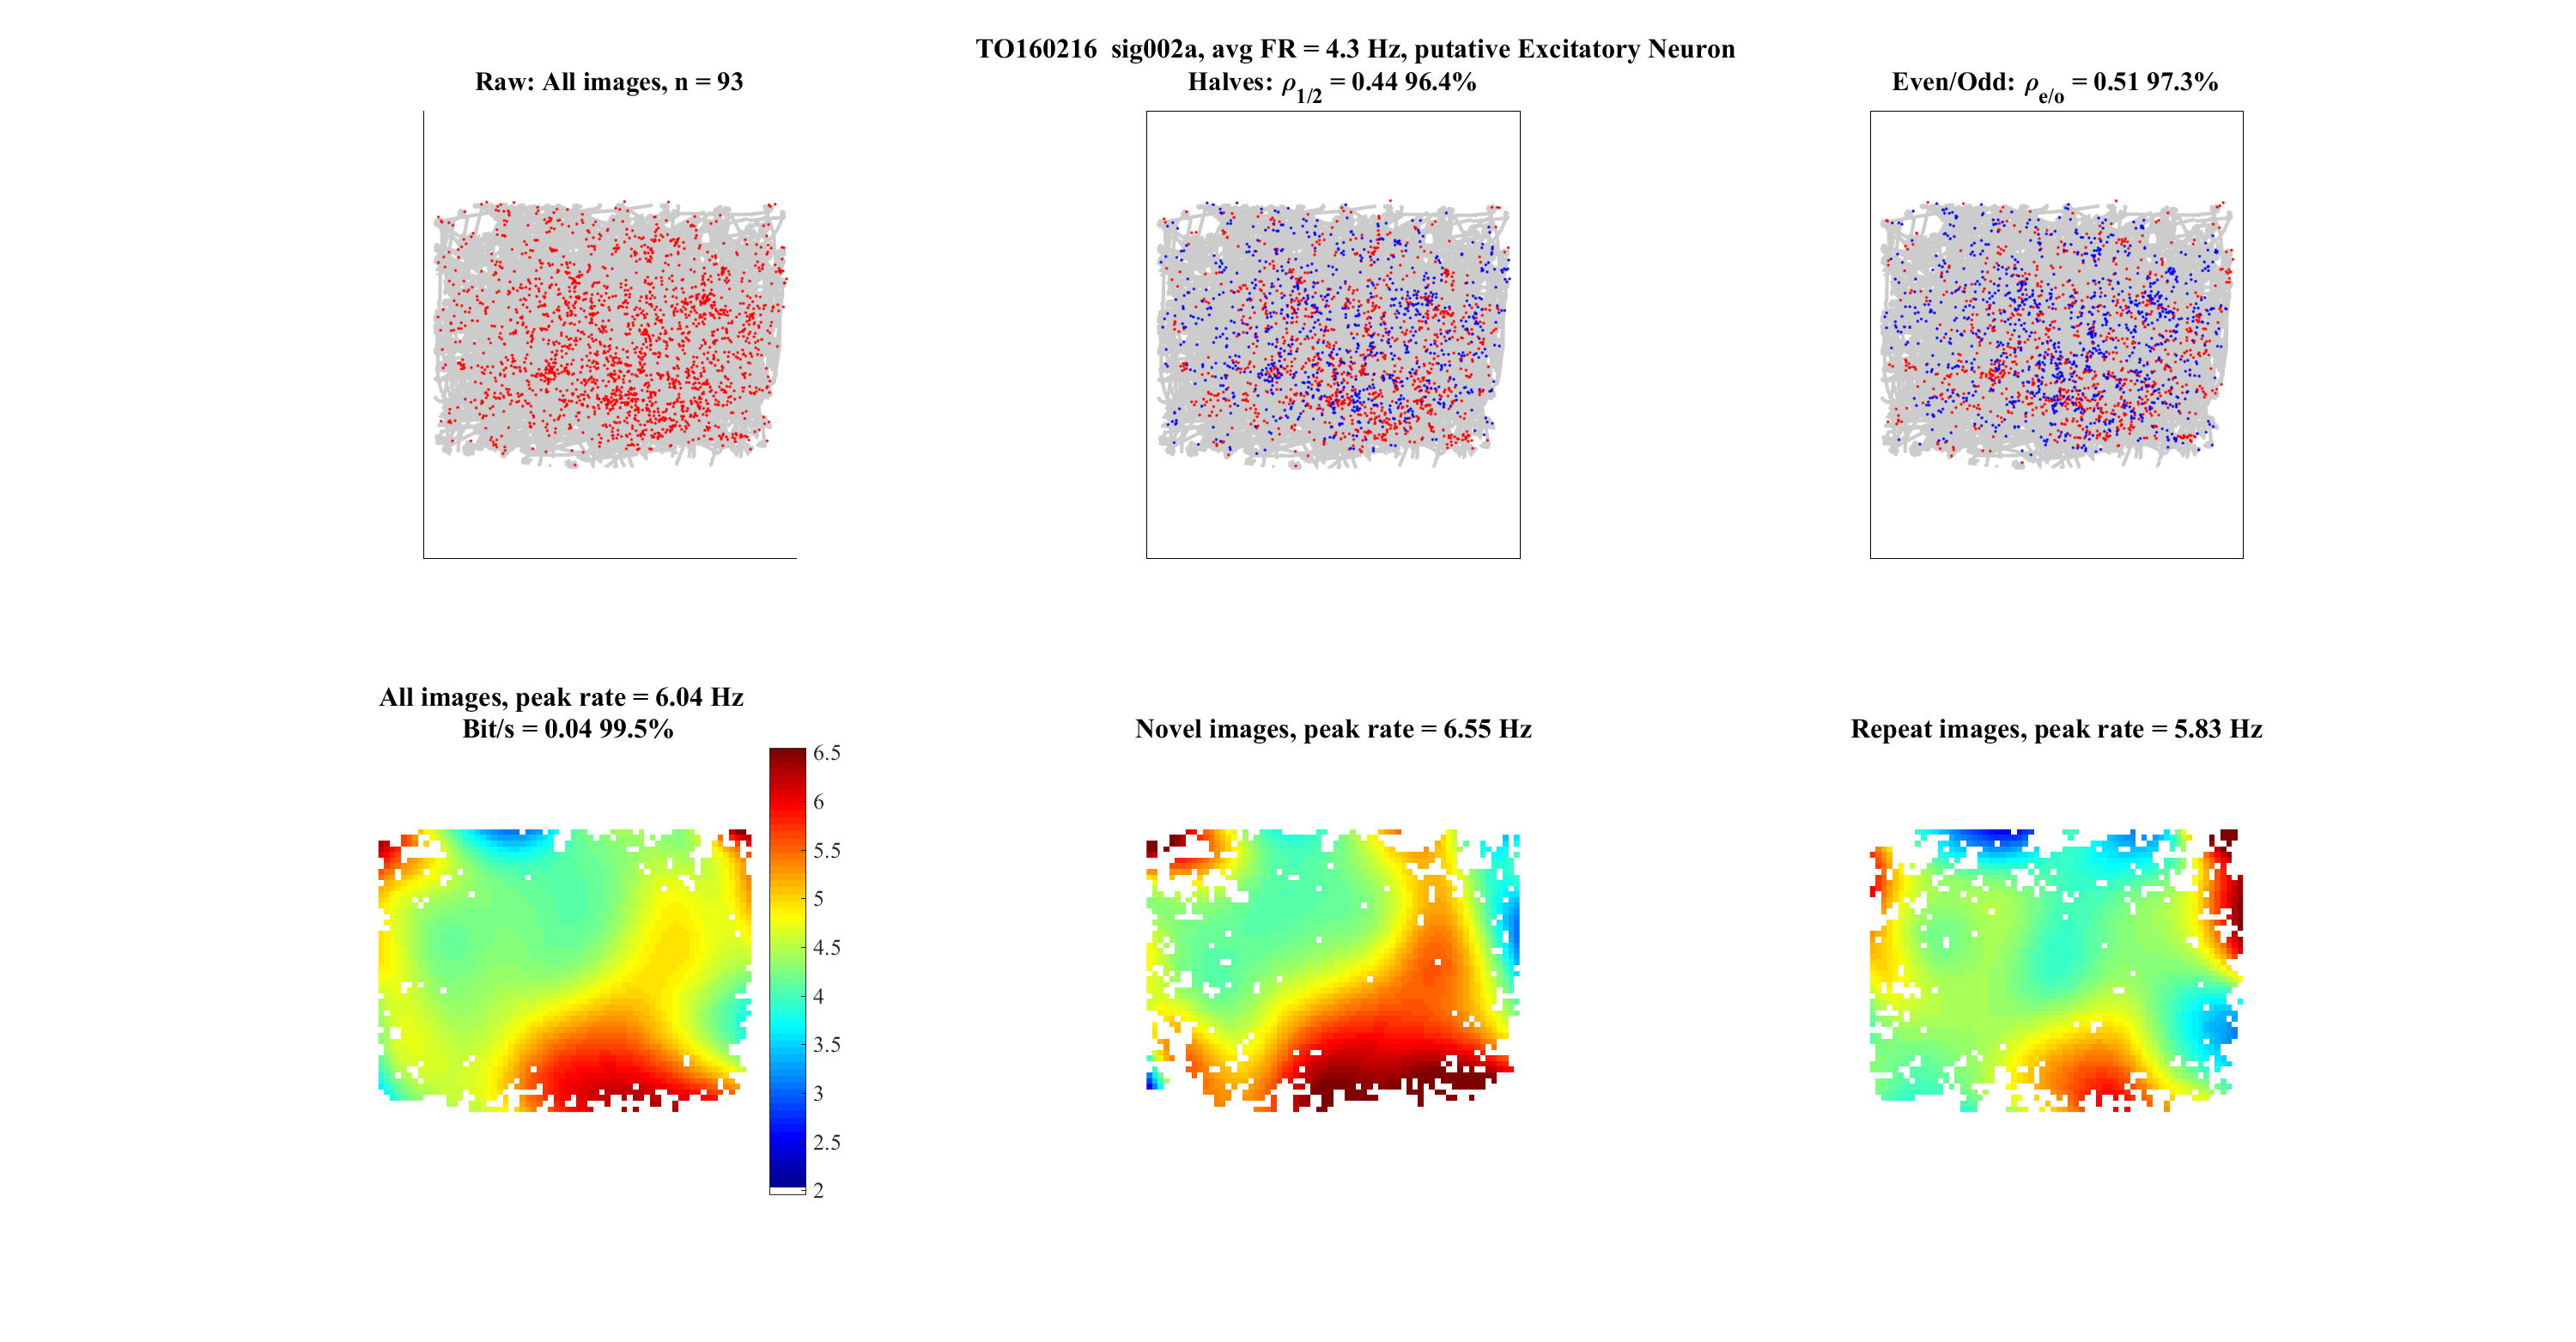 TO160216  sig002a, avg FR = 4.3 Hz, putative Excitatory Neuron
Raw: All images, n = 93
Halves: ρ1/2 = 0.44 96.4%
Even/Odd: ρe/o = 0.51 97.3%
All images, peak rate = 6.04 Hz
Bit/s = 0.04 99.5%
Novel images, peak rate = 6.55 Hz
Repeat images, peak rate = 5.83 Hz
6.5
6
5.5
5
4.5
4
3.5
3
2.5
2